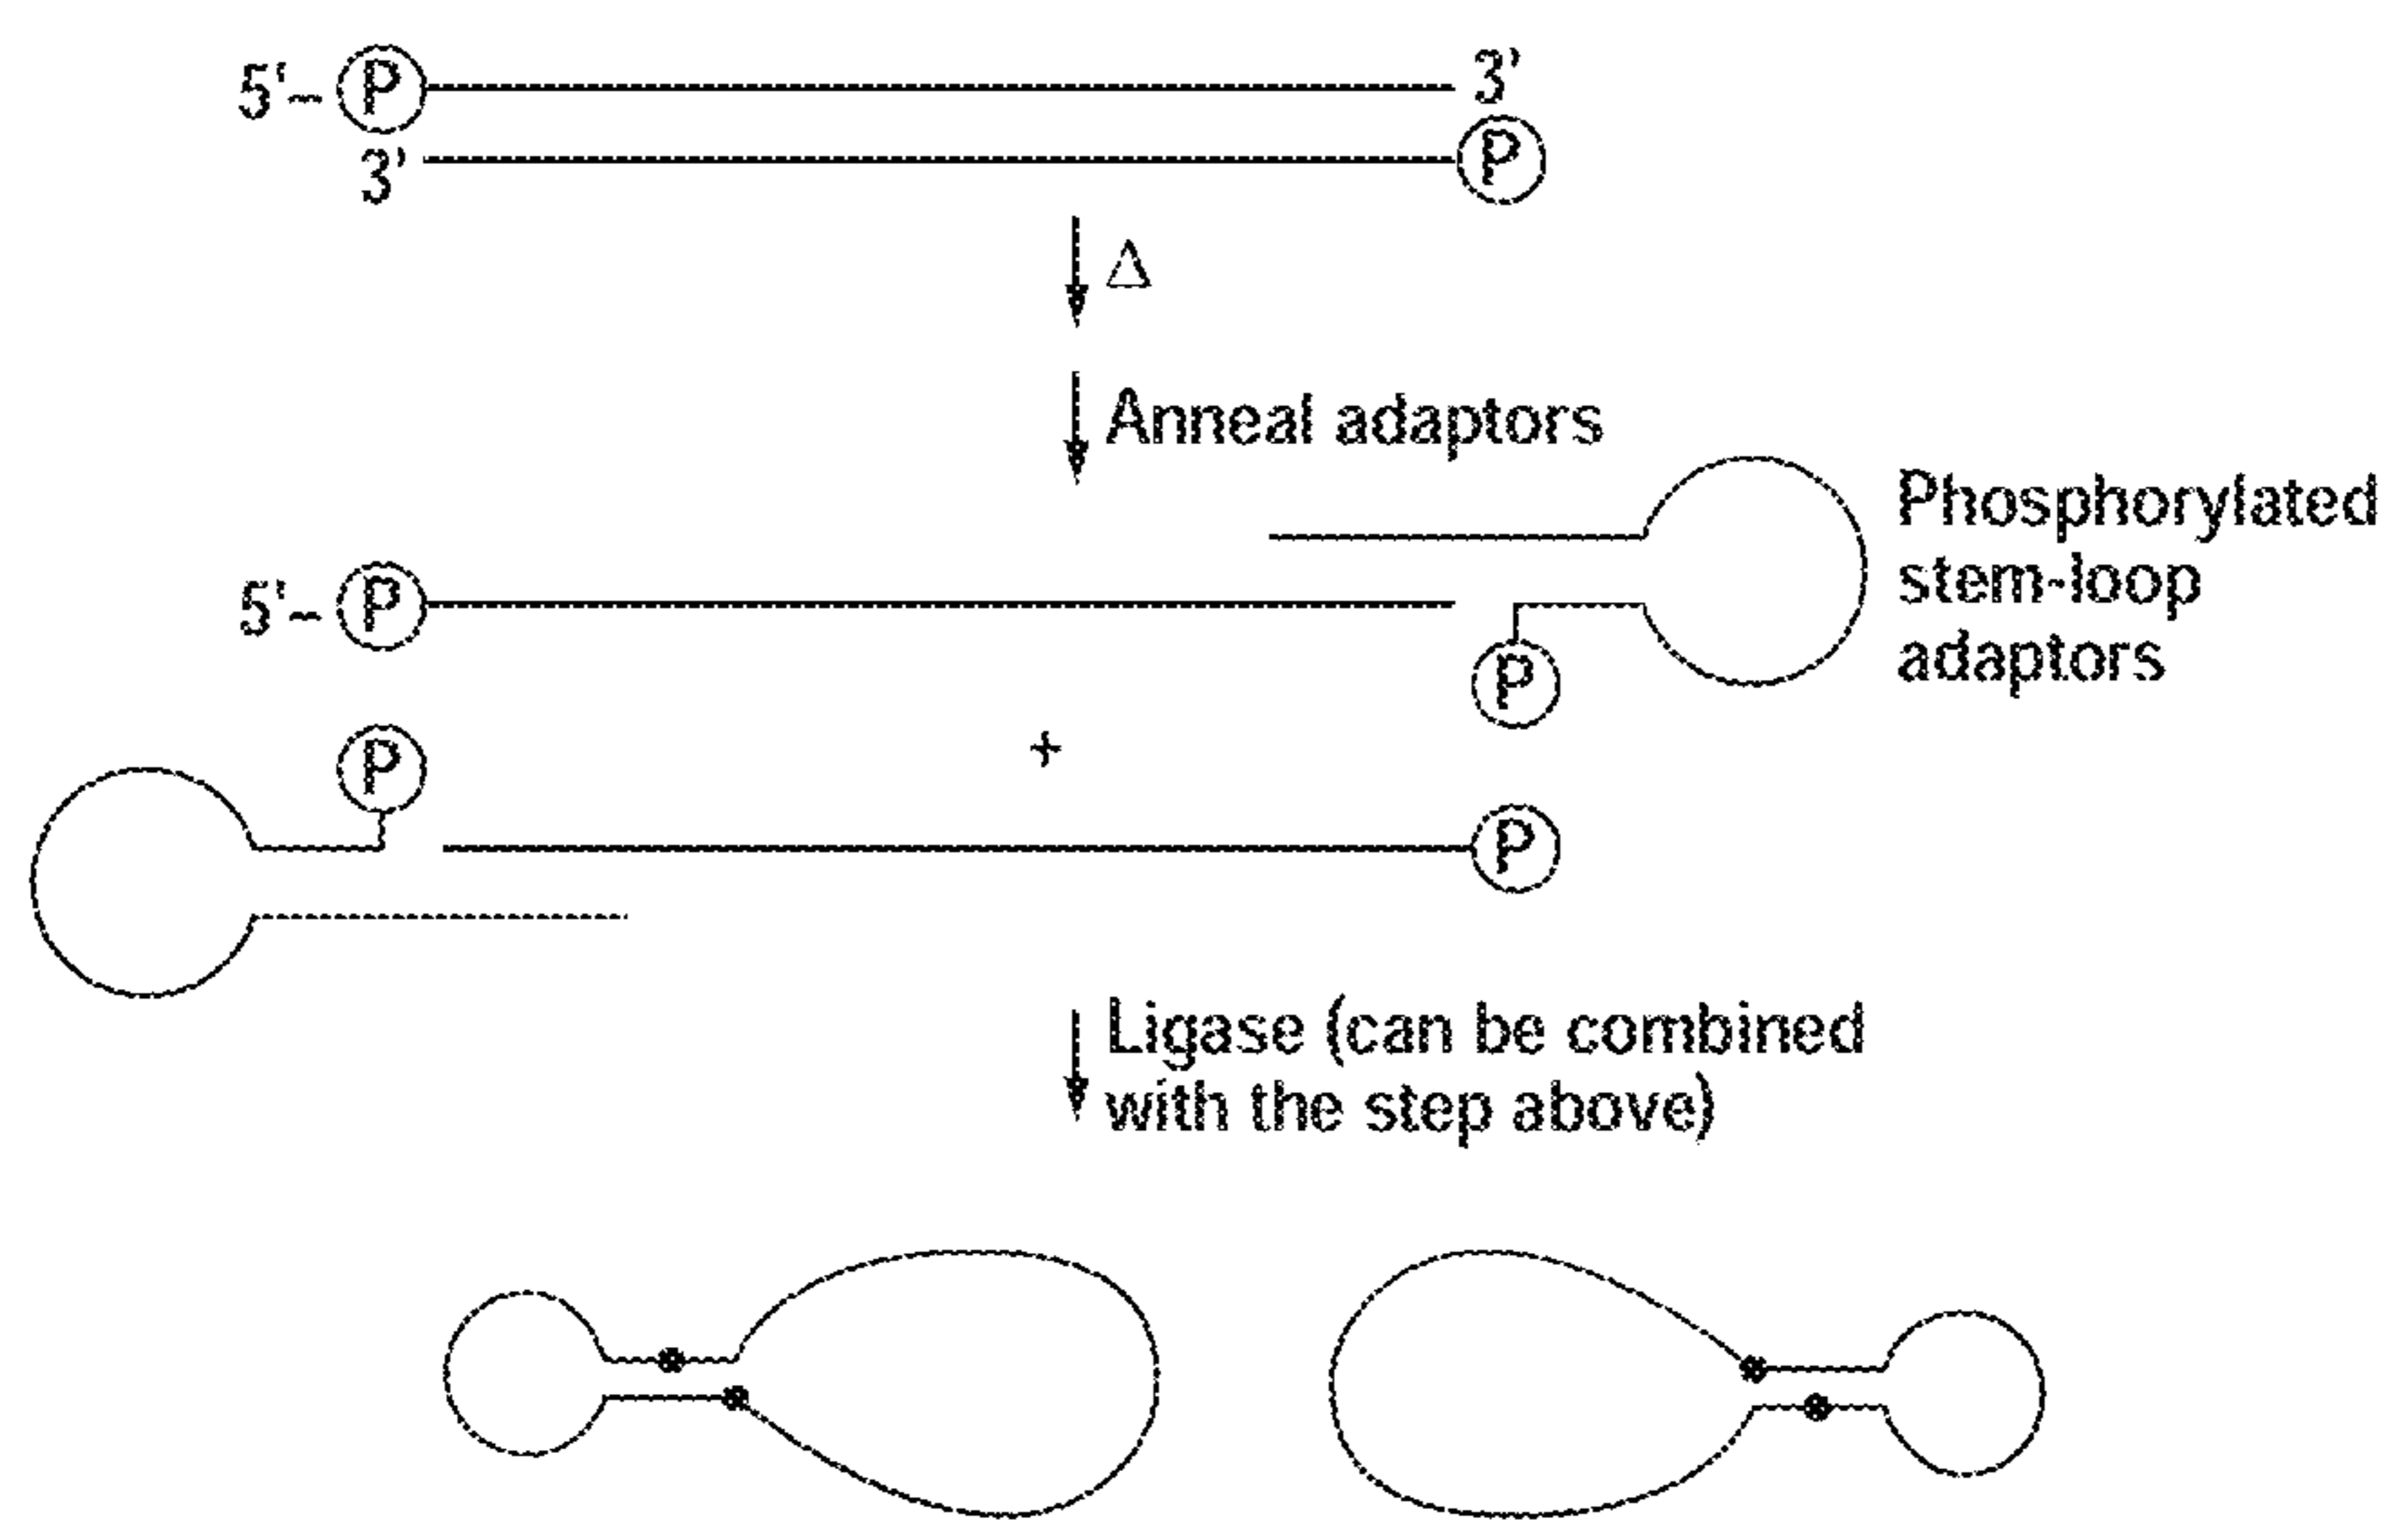 5'– P 3'
3' P
Δ
Anneal adaptors
Phosphorylated
stem-loop
adaptors
5'– P
P
P
+
P
Ligase (can be combined
with the step above)